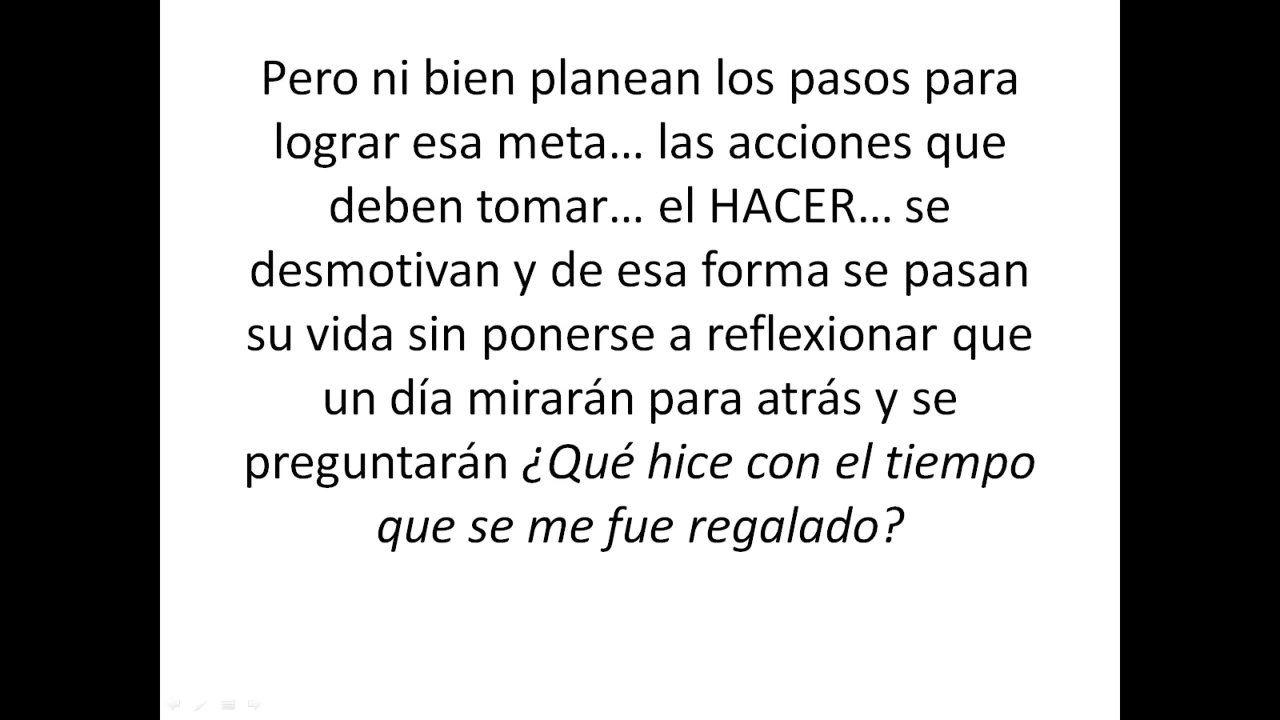 Pero ni bien planean los pasos para
lograr esa meta... las acciones que
deben tomar... el HACER... se
desmotivan y de esa forma se pasan
su vida sin ponerse a reflexionar que
un día mirarán para atrás y se
preguntarán ¿Qué hice con el tiempo
que se me fue regalado?